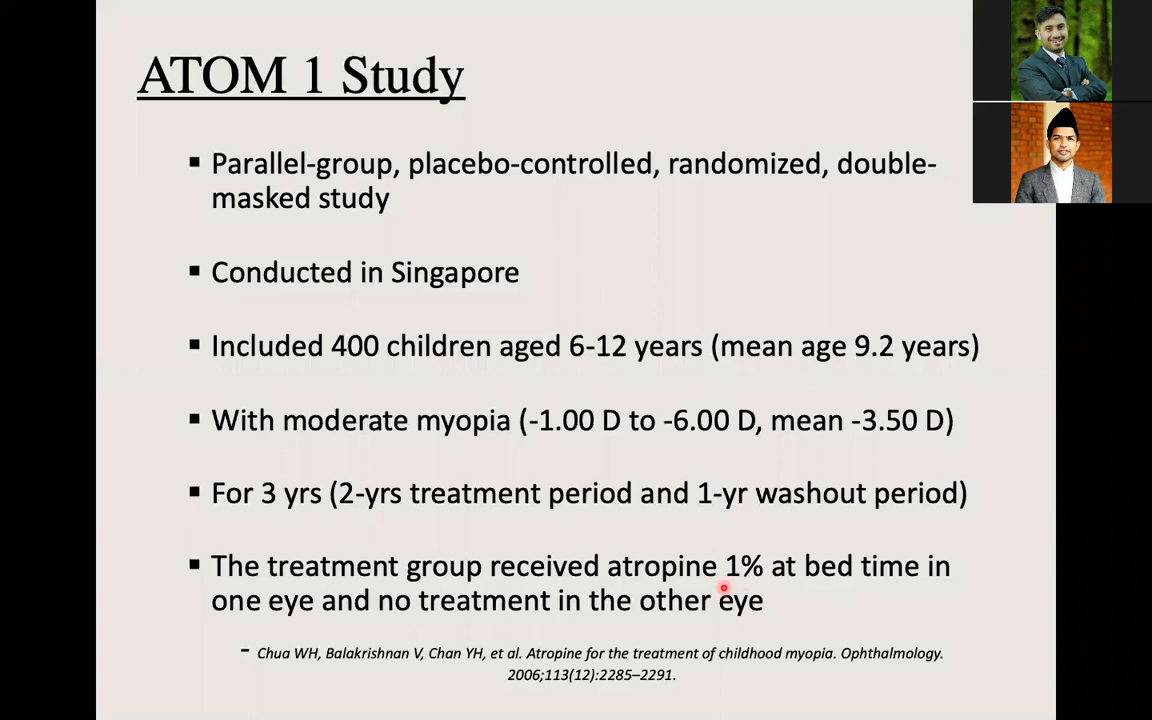 ATOM 1 Study
▪ Parallel-group, placebo-controlled, randomized, double-
masked study
▪ Conducted in Singapore
▪ Included 400 children aged 6-12 years (mean age 9.2 years)
▪ With moderate myopia (-1.00 D to -6.00 D, mean -3.50 D)
▪ For 3 yrs (2-yrs treatment period and 1-yr washout period)
▪ The treatment group received atropine 1% at bed time in
one eye and no treatment in the other eye
- Chua WH, Balakrishnan V, Chan YH, et al. Atropine for the treatment of childhood myopia. Ophthalmology.
2006;113(12):2285–2291.